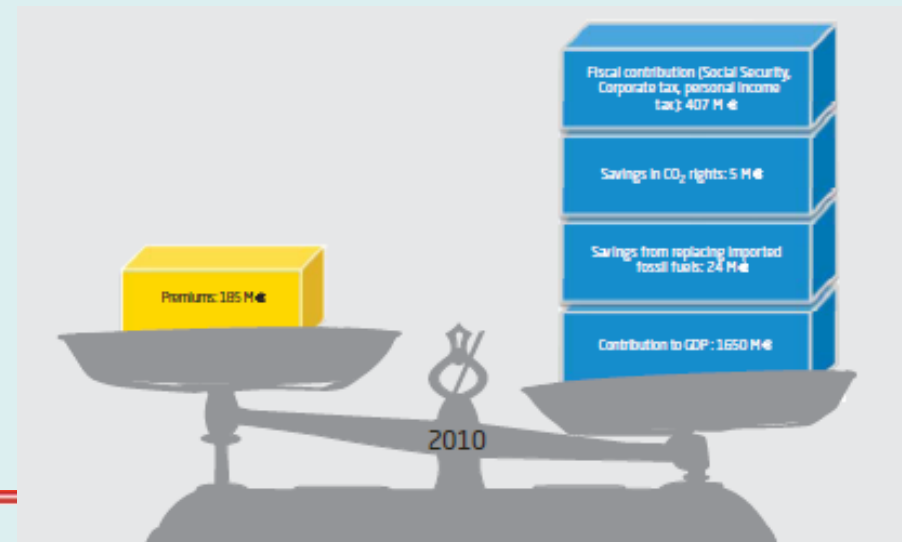 Fiscal contribution (Social Security,
Corporate tax, personal income
tax): 407 M €
Savings in CO₂ rights: 5 M€
Savings from replacing imported
fossil fuels: 24 M€
Premiums: 185 M€
Contribution to GDP: 1650 M€
2010